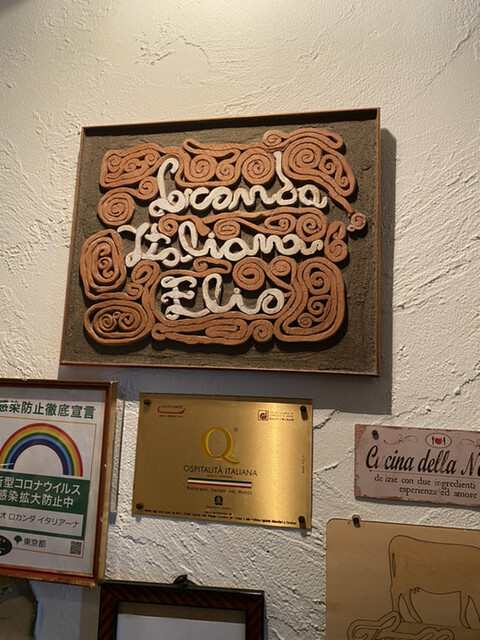 Locanda
Italiana
Elio
感染防止徹底宣言
新型コロナウイルス
感染拡大防止中
オ ロカンダ イタリアーナ
東京都
Q
OSPITALITÀ ITALIANA
Ristoranti Italiani nel Mondo
Cucina della N
de izie con due ingredienti
esperienza ed amore